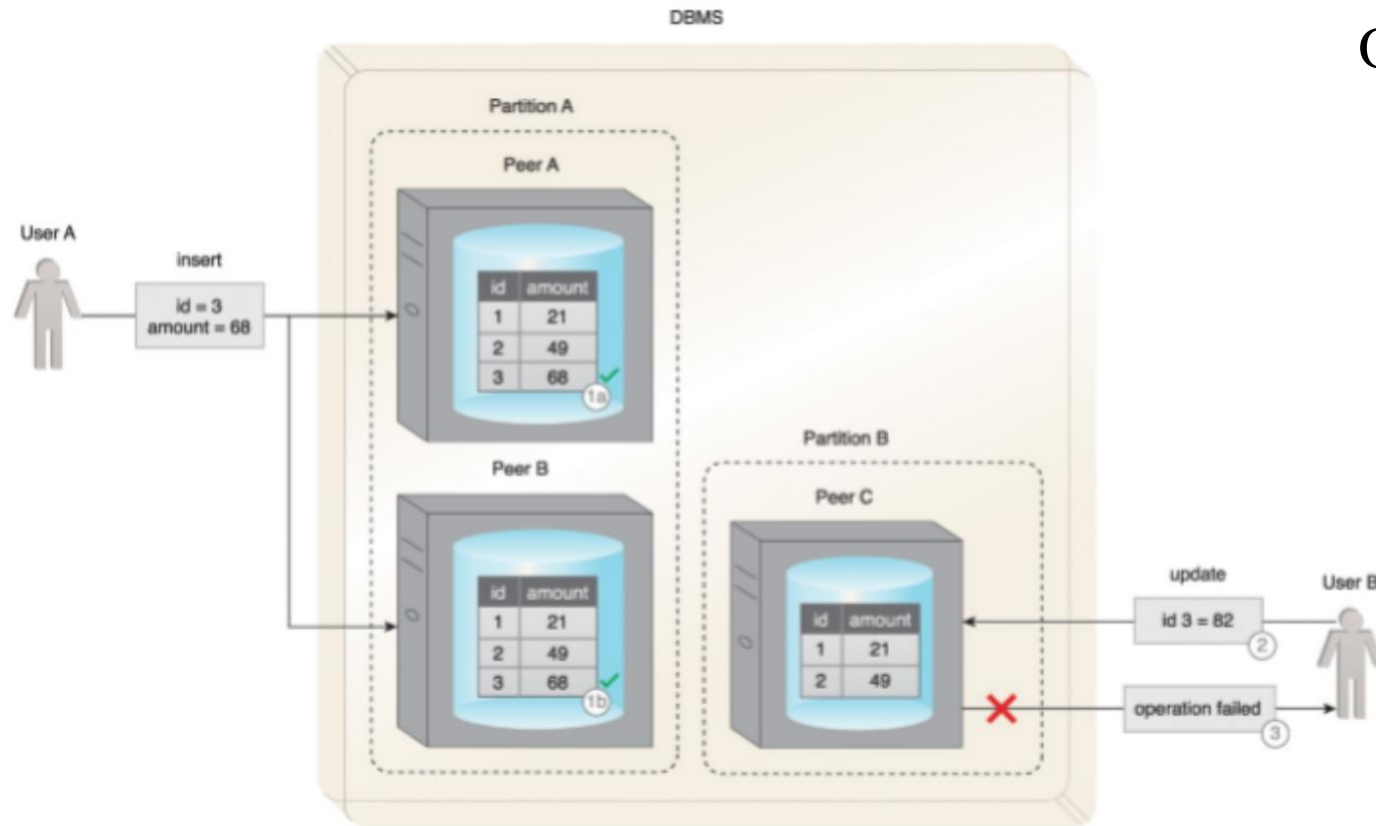 DBMS
Partition A
Peer A
User A
insert
id = 3
amount = 68
id amount
1 21
2 49
3 68
1a
Peer B
id amount
1 21
2 49
3 68
1b
Partition B
Peer C
id amount
1 21
2 49
update
id 3 = 82
2
User B
operation failed
3